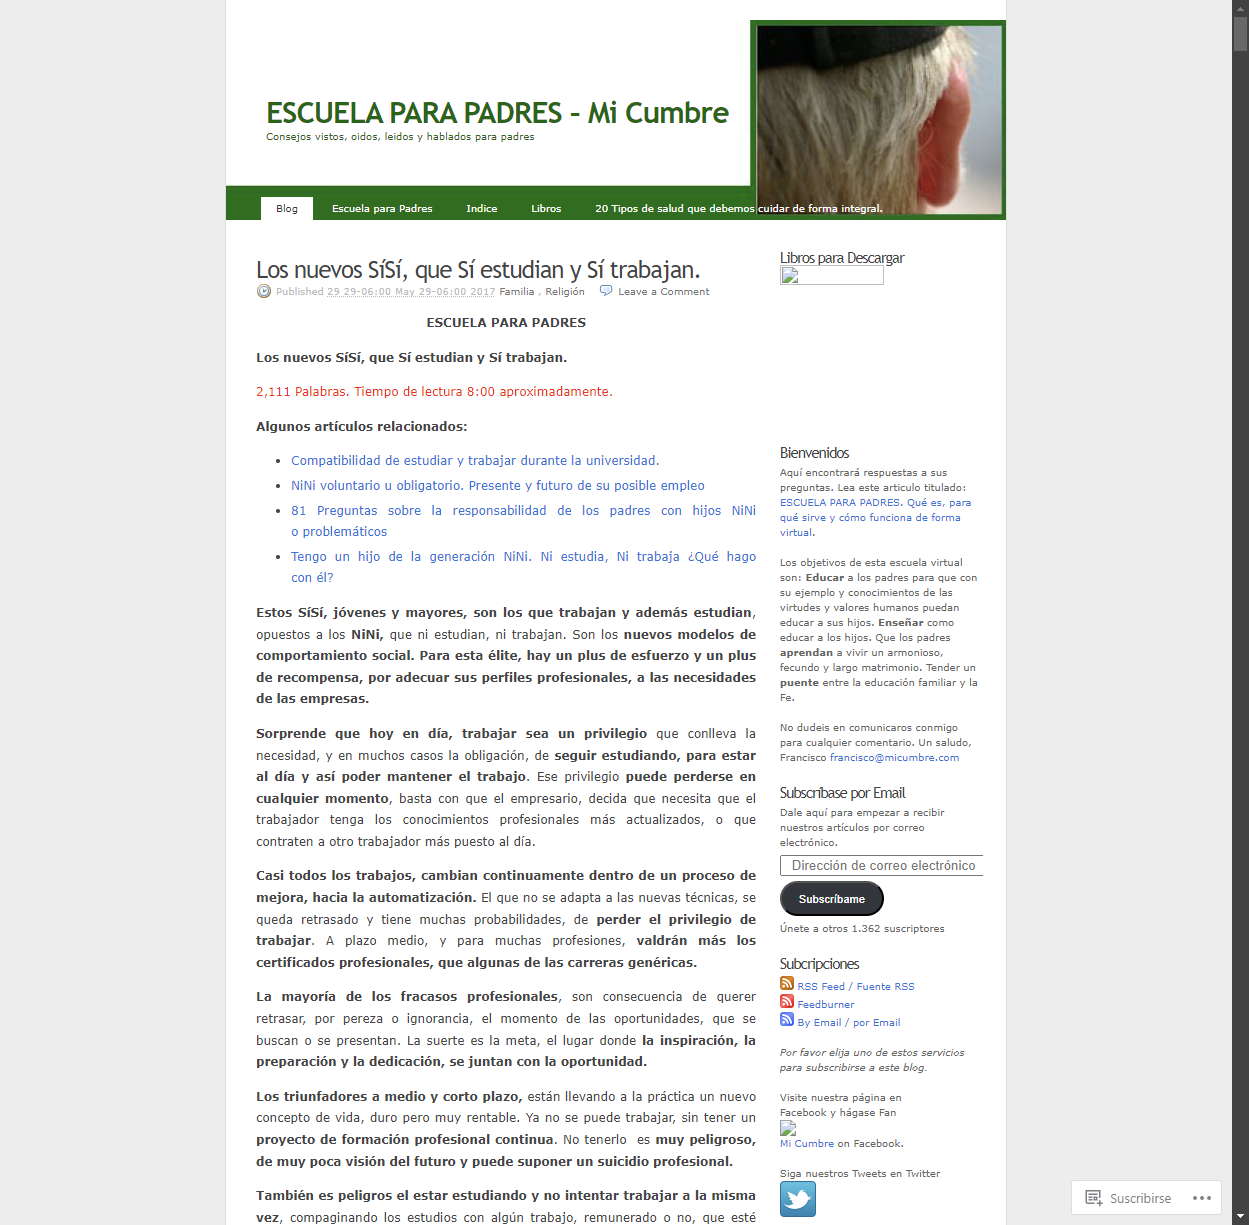 ESCUELA PARA PADRES – Mi Cumbre
Consejos vistos, oidos, leidos y hablados para padres
Blog
Escuela para Padres
Indice
Libros
20 Tipos de salud que debemos cuidar de forma integral.
Los nuevos SíSí, que Sí estudian y Sí trabajan.
Published 29 29-06:00 May 29-06:00 2017 Familia , Religión Leave a Comment
ESCUELA PARA PADRES
Los nuevos SíSí, que Sí estudian y Sí trabajan.
2,111 Palabras. Tiempo de lectura 8:00 aproximadamente.
Algunos artículos relacionados:
Compatibilidad de estudiar y trabajar durante la universidad.
NiNi voluntario u obligatorio. Presente y futuro de su posible empleo
81 Preguntas sobre la responsabilidad de los padres con hijos NiNi
o problemáticos
Tengo un hijo de la generación NiNi. Ni estudia, Ni trabaja ¿Qué hago
con él?
Estos SíSí, jóvenes y mayores, son los que trabajan y además estudian,
opuestos a los NiNi, que ni estudian, ni trabajan. Son los nuevos modelos de
comportamiento social. Para esta élite, hay un plus de esfuerzo y un plus
de recompensa, por adecuar sus perfiles profesionales, a las necesidades
de las empresas.
Sorprende que hoy en día, trabajar sea un privilegio que conlleva la
necesidad, y en muchos casos la obligación, de seguir estudiando, para estar
al día y así poder mantener el trabajo. Ese privilegio puede perderse en
cualquier momento, basta con que el empresario, decida que necesita que el
trabajador tenga los conocimientos profesionales más actualizados, o que
contraten a otro trabajador más puesto al día.
Casi todos los trabajos, cambian continuamente dentro de un proceso de
mejora, hacia la automatización. El que no se adapta a las nuevas técnicas, se
queda retrasado y tiene muchas probabilidades, de perder el privilegio de
trabajar. A plazo medio, y para muchas profesiones, valdrán más los
certificados profesionales, que algunas de las carreras genéricas.
La mayoría de los fracasos profesionales, son consecuencia de querer
retrasar, por pereza o ignorancia, el momento de las oportunidades, que se
buscan o se presentan. La suerte es la meta, el lugar donde la inspiración, la
preparación y la dedicación, se juntan con la oportunidad.
Los triunfadores a medio y corto plazo, están llevando a la práctica un nuevo
concepto de vida, duro pero muy rentable. Ya no se puede trabajar, sin tener un
proyecto de formación profesional continua. No tenerlo es muy peligroso,
de muy poca visión del futuro y puede suponer un suicidio profesional.
También es peligros el estar estudiando y no intentar trabajar a la misma
vez, compaginando los estudios con algún trabajo, remunerado o no, que esté
Libros para Descargar
Bienvenidos
Aquí encontrará respuestas a sus
preguntas. Lea este articulo titulado:
ESCUELA PARA PADRES. Qué es, para
qué sirve y cómo funciona de forma
virtual.
Los objetivos de esta escuela virtual
son: Educar a los padres para que con
su ejemplo y conocimientos de las
virtudes y valores humanos puedan
educar a sus hijos. Enseñar como
educar a los hijos. Que los padres
aprendan a vivir un armonioso,
fecundo y largo matrimonio. Tender un
puente entre la educación familiar y la
Fe.
No dudeis en comunicaros conmigo
para cualquier comentario. Un saludo,
Francisco francisco@micumbre.com
Subscríbase por Email
Dale aquí para empezar a recibir
nuestros artículos por correo
electrónico.
Dirección de correo electrónico
Subscríbame
Únete a otros 1.362 suscriptores
Subcripciones
RSS Feed / Fuente RSS
Feedburner
By Email / por Email
Por favor elija uno de estos servicios
para subscribirse a este blog.
Visite nuestra página en
Facebook y hágase Fan
Mi Cumbre on Facebook.
Siga nuestros Tweets en Twitter
Suscribirse